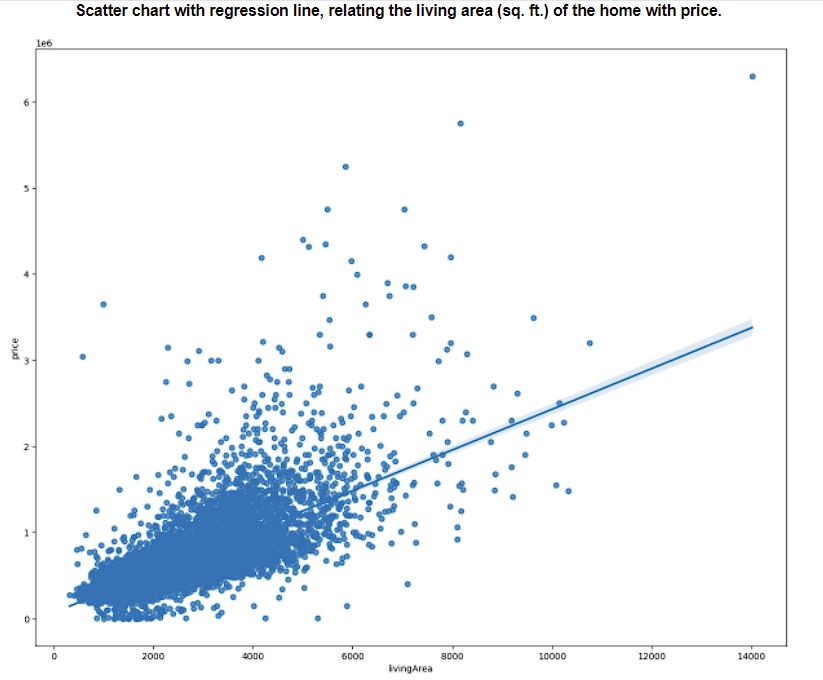 Scatter chart with regression line, relating the living area (sq. ft.) of the home with price.
1e6
6
5
4
3
2
1
0
price
0 2000 4000 6000 8000 10000 12000 14000
livingArea